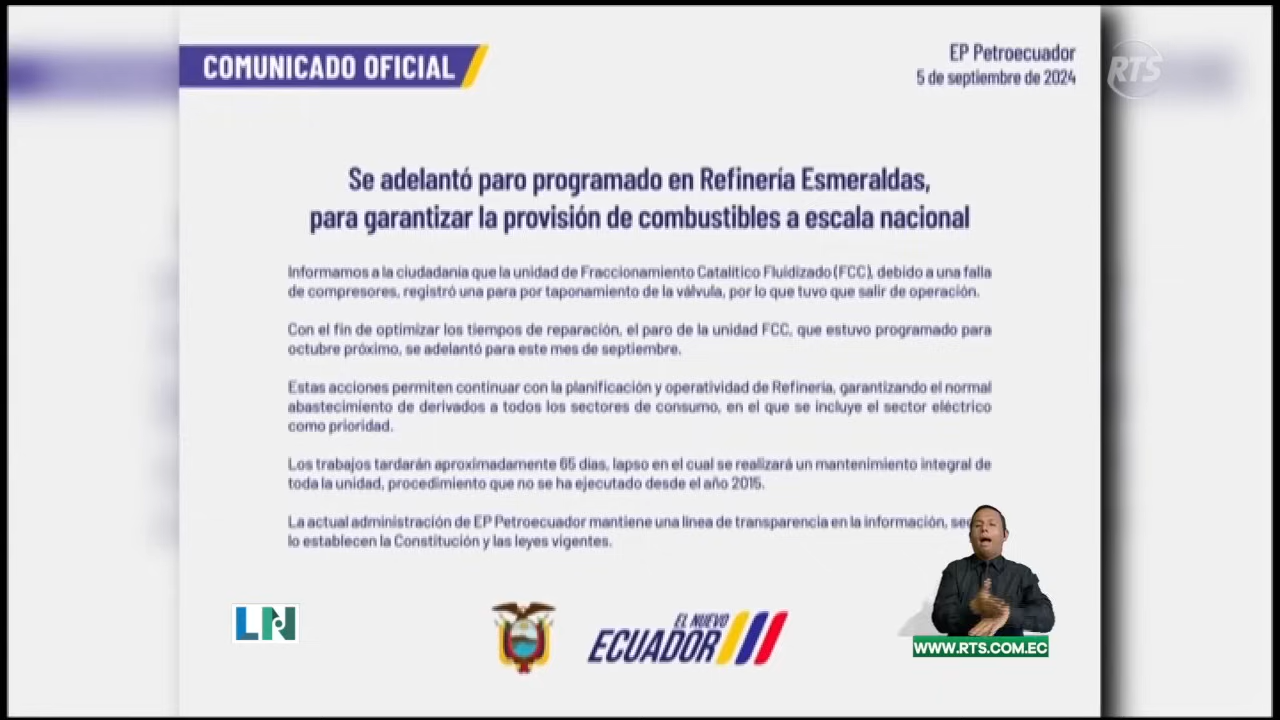 COMUNICADO OFICIAL
EP Petroecuador
5 de septiembre de 2024
RTS
Se adelantó paro programado en Refinería Esmeraldas,
para garantizar la provisión de combustibles a escala nacional
Informamos a la ciudadanía que la unidad de Fraccionamiento Catalítico Fluidizado (FCC), debido a una falla
de compresores, registró una para por taponamiento de la válvula, por lo que tuvo que salir de operación.
Con el fin de optimizar los tiempos de reparación, el paro de la unidad FCC, que estuvo programado para
octubre próximo, se adelantó para este mes de septiembre.
Estas acciones permiten continuar con la planificación y operatividad de Refinería, garantizando el normal
abastecimiento de derivados a todos los sectores de consumo, en el que se incluye el sector eléctrico
como prioridad.
Los trabajos tardarán aproximadamente 65 días, lapso en el cual se realizará un mantenimiento integral de
toda la unidad, procedimiento que no se ha ejecutado desde el año 2015.
La actual administración de EP Petroecuador mantiene una línea de transparencia en la información,
lo establecen la Constitución y las leyes vigentes.
LN
EL NUEVO
ECUADOR
WWW.RTS.COM.EC